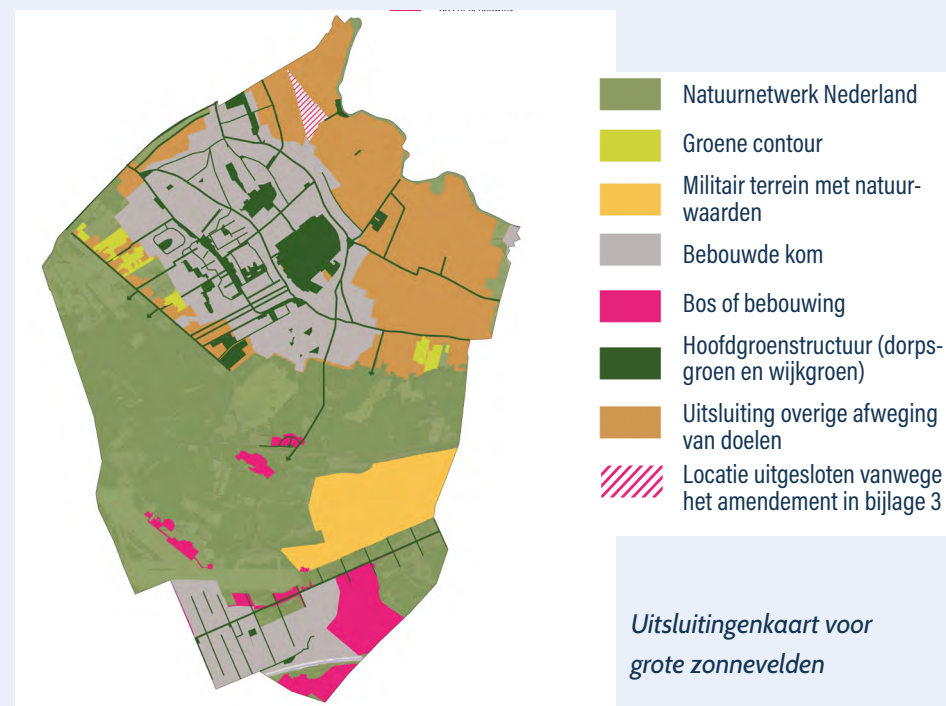 Natuurnetwerk Nederland
Groene contour
Militair terrein met natuur-
waarden
Bebouwde kom
Bos of bebouwing
Hoofdgroenstructuur (dorps-
groen en wijkgroen)
Uitsluiting overige afweging
van doelen
Locatie uitgesloten vanwege
het amendement in bijlage 3
Uitsluitingenkaart voor
grote zonnevelden